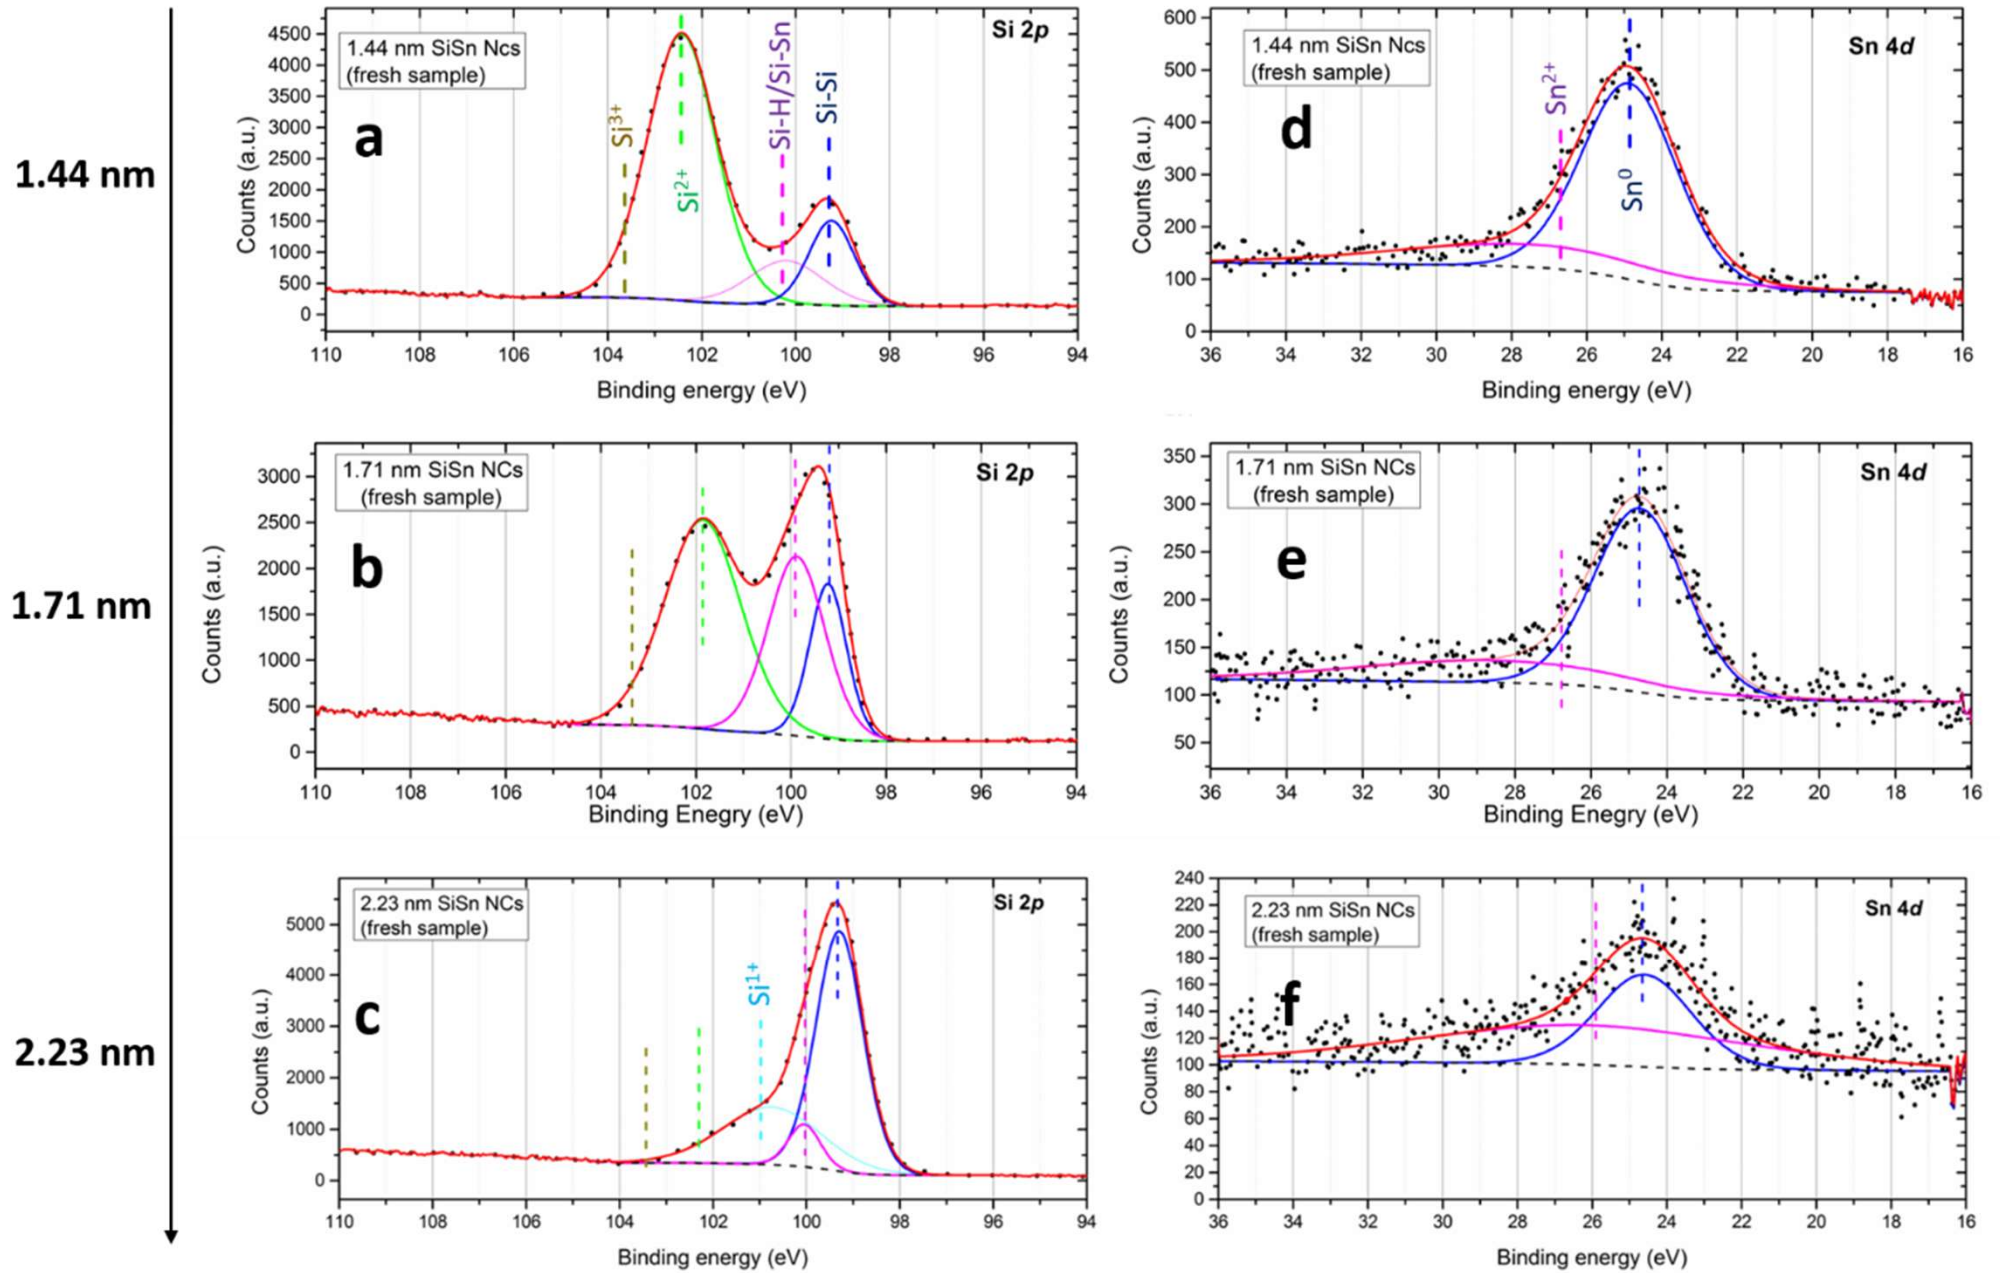 1.44 nm
4500
4000
3500
3000
2500
2000
1500
1000
500
0
Counts (a.u.)
1.44 nm SiSn Ncs
(fresh sample)
a
Si 2p
Si³⁺
Si²⁺
Si-H/Si-Sn
Si-Si
110 108 106 104 102 100 98 96 94
Binding energy (eV)
600
500
400
300
200
100
0
Counts (a.u.)
1.44 nm SiSn Ncs
(fresh sample)
d
Sn 4d
Sn²⁺
Sn⁰
36 34 32 30 28 26 24 22 20 18 16
Binding energy (eV)
1.71 nm
3000
2500
2000
1500
1000
500
0
Counts (a.u.)
1.71 nm SiSn NCs
(fresh sample)
b
Si 2p
110 108 106 104 102 100 98 96 94
Binding Enegry (eV)
350
300
250
200
150
100
50
Counts (a.u.)
1.71 nm SiSn NCs
(fresh sample)
e
Sn 4d
36 34 32 30 28 26 24 22 20 18 16
Binding Enegry (eV)
2.23 nm
5000
4000
3000
2000
1000
0
Counts (a.u.)
2.23 nm SiSn NCs
(fresh sample)
c
Si 2p
Si¹⁺
110 108 106 104 102 100 98 96 94
Binding energy (eV)
240
220
200
180
160
140
120
100
80
60
40
20
0
Counts (a.u.)
2.23 nm SiSn NCs
(fresh sample)
f
Sn 4d
36 34 32 30 28 26 24 22 20 18 16
Binding energy (eV)